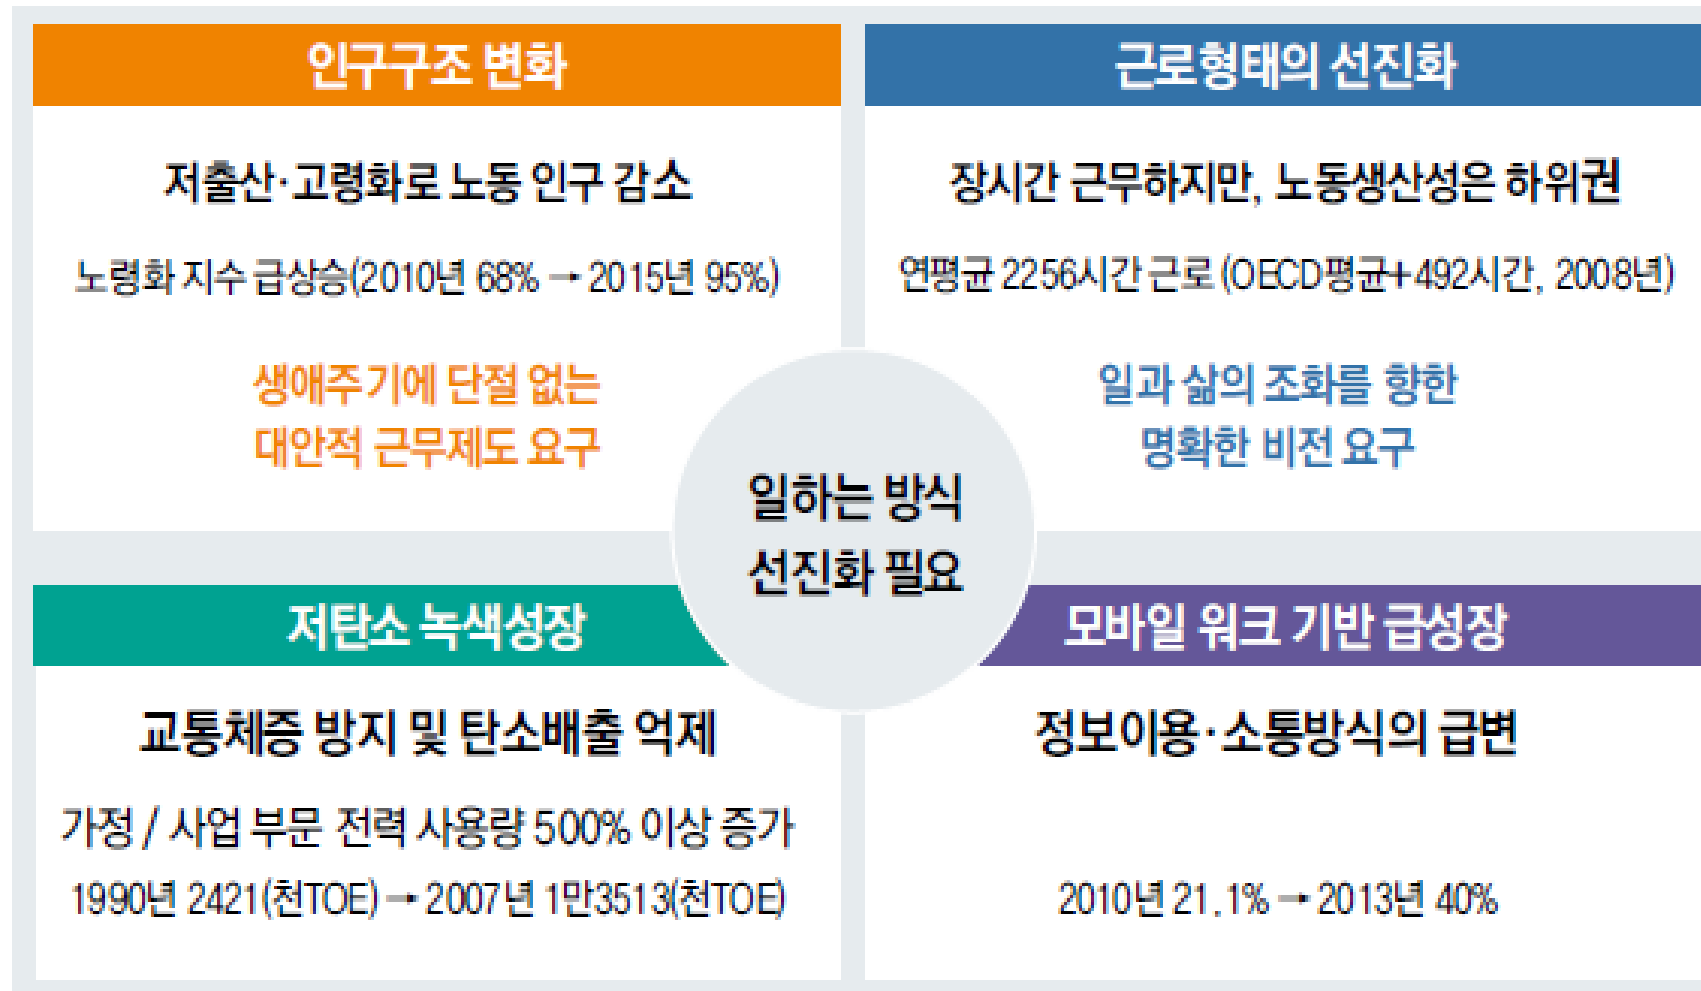 인구구조 변화
저출산·고령화로 노동 인구 감소
노령화 지수 급상승(2010년 68% → 2015년 95%)
생애주기에 단절 없는
대안적 근무제도 요구
근로형태의 선진화
장시간 근무하지만, 노동생산성은 하위권
연평균 2256시간 근로 (OECD평균+492시간, 2008년)
일과 삶의 조화를 향한
명확한 비전 요구
일하는 방식
선진화 필요
저탄소 녹색성장
교통체증 방지 및 탄소배출 억제
가정 / 사업 부문 전력 사용량 500% 이상 증가
1990년 2421(천TOE) → 2007년 1만3513(천TOE)
모바일 워크 기반 급성장
정보이용·소통방식의 급변
2010년 21.1% → 2013년 40%